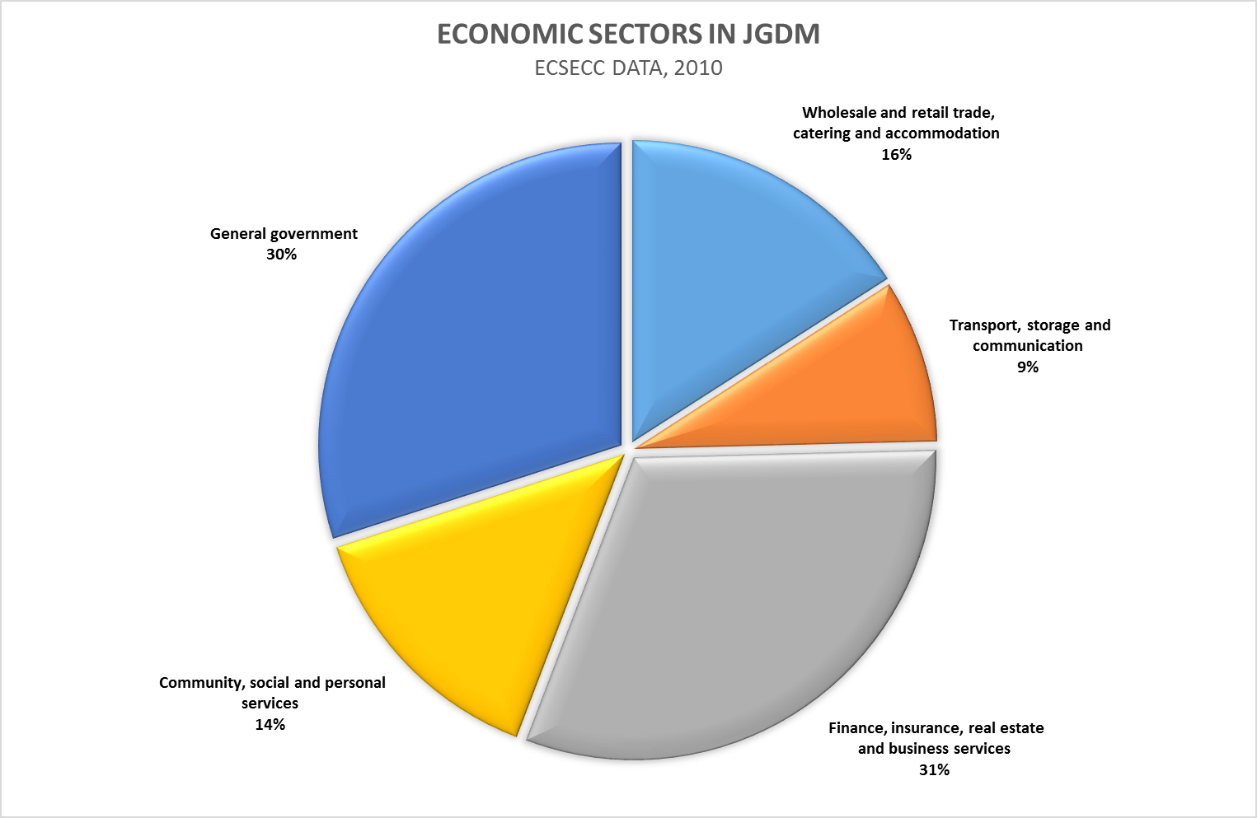 ECONOMIC SECTORS IN JGDM
ECSECC DATA, 2010
Wholesale and retail trade,
catering and accommodation
16%
General government
30%
Transport, storage and
communication
9%
Community, social and personal
services
14%
Finance, insurance, real estate
and business services
31%